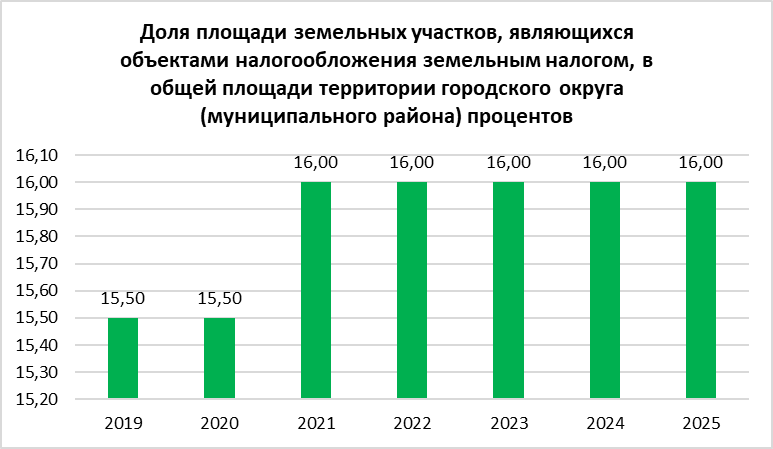 Доля площади земельных участков, являющихся
объектами налогообложения земельным налогом, в
общей площади территории городского округа
(муниципального района) процентов
16,10
16,00
15,90
15,80
15,70
15,60
15,50
15,40
15,30
15,20
15,50 15,50 16,00 16,00 16,00 16,00 16,00
2019 2020 2021 2022 2023 2024 2025